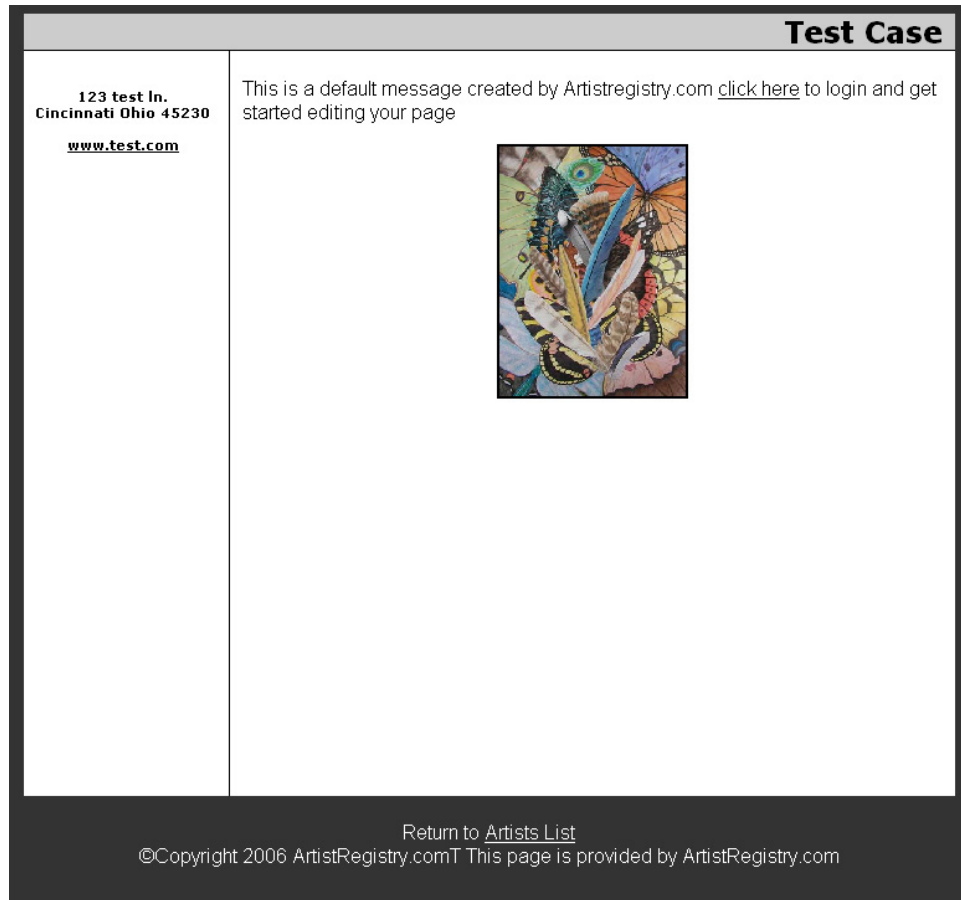 Test Case
123 test ln.
Cincinnati Ohio 45230
www.test.com
This is a default message created by Artistregistry.com click here to login and get
started editing your page
Return to Artists List
©Copyright 2006 ArtistRegistry.comT This page is provided by ArtistRegistry.com